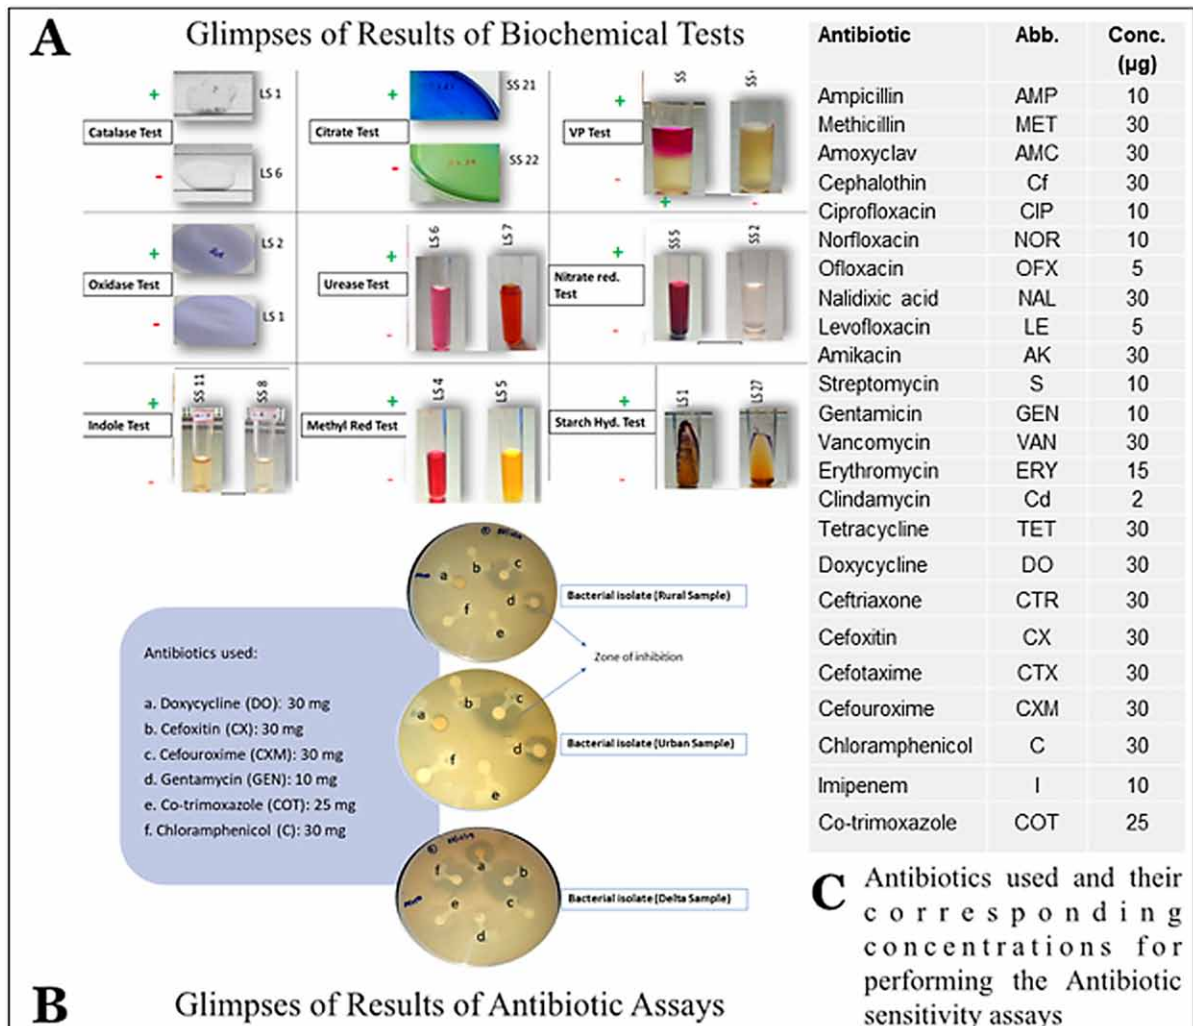 A
Glimpses of Results of Biochemical Tests
+
LS 1
Catalase Test
-
LS 6
+
SS 21
Citrate Test
-
SS 22
SS
+
VP Test
-
+
-
+
LS 2
Oxidase Test
-
LS 1
LS 6
LS 7
+
Urease Test
-
SS 5
SS 2
+
Nitrate red.
Test
-
SS 11
SS 8
+
Indole Test
-
LS 4
LS 5
+
Methyl Red Test
-
LS 1
LS 27
+
Starch Hyd. Test
-
Antibiotics used:
a. Doxycycline (DO): 30 mg
b. Cefoxitin (CX): 30 mg
c. Cefouroxime (CXM): 30 mg
d. Gentamycin (GEN): 10 mg
e. Co-trimoxazole (COT): 25 mg
f. Chloramphenicol (C): 30 mg
a b c d e f
Bacterial isolate (Rural Sample)
Zone of inhibition
a b c d e f
Bacterial isolate (Urban Sample)
a b c d e f
Bacterial isolate (Delta Sample)
B
Glimpses of Results of Antibiotic Assays
Antibiotic Abb. Conc.
(µg)
Ampicillin AMP 10
Methicillin MET 30
Amoxyclav AMC 30
Cephalothin Cf 30
Ciprofloxacin CIP 10
Norfloxacin NOR 10
Ofloxacin OFX 5
Nalidixic acid NAL 30
Levofloxacin LE 5
Amikacin AK 30
Streptomycin S 10
Gentamicin GEN 10
Vancomycin VAN 30
Erythromycin ERY 15
Clindamycin Cd 2
Tetracycline TET 30
Doxycycline DO 30
Ceftriaxone CTR 30
Cefoxitin CX 30
Cefotaxime CTX 30
Cefouroxime CXM 30
Chloramphenicol C 30
Imipenem I 10
Co-trimoxazole COT 25
C
Antibiotics used and their
corresponding
concentrations for
performing the Antibiotic
sensitivity assays